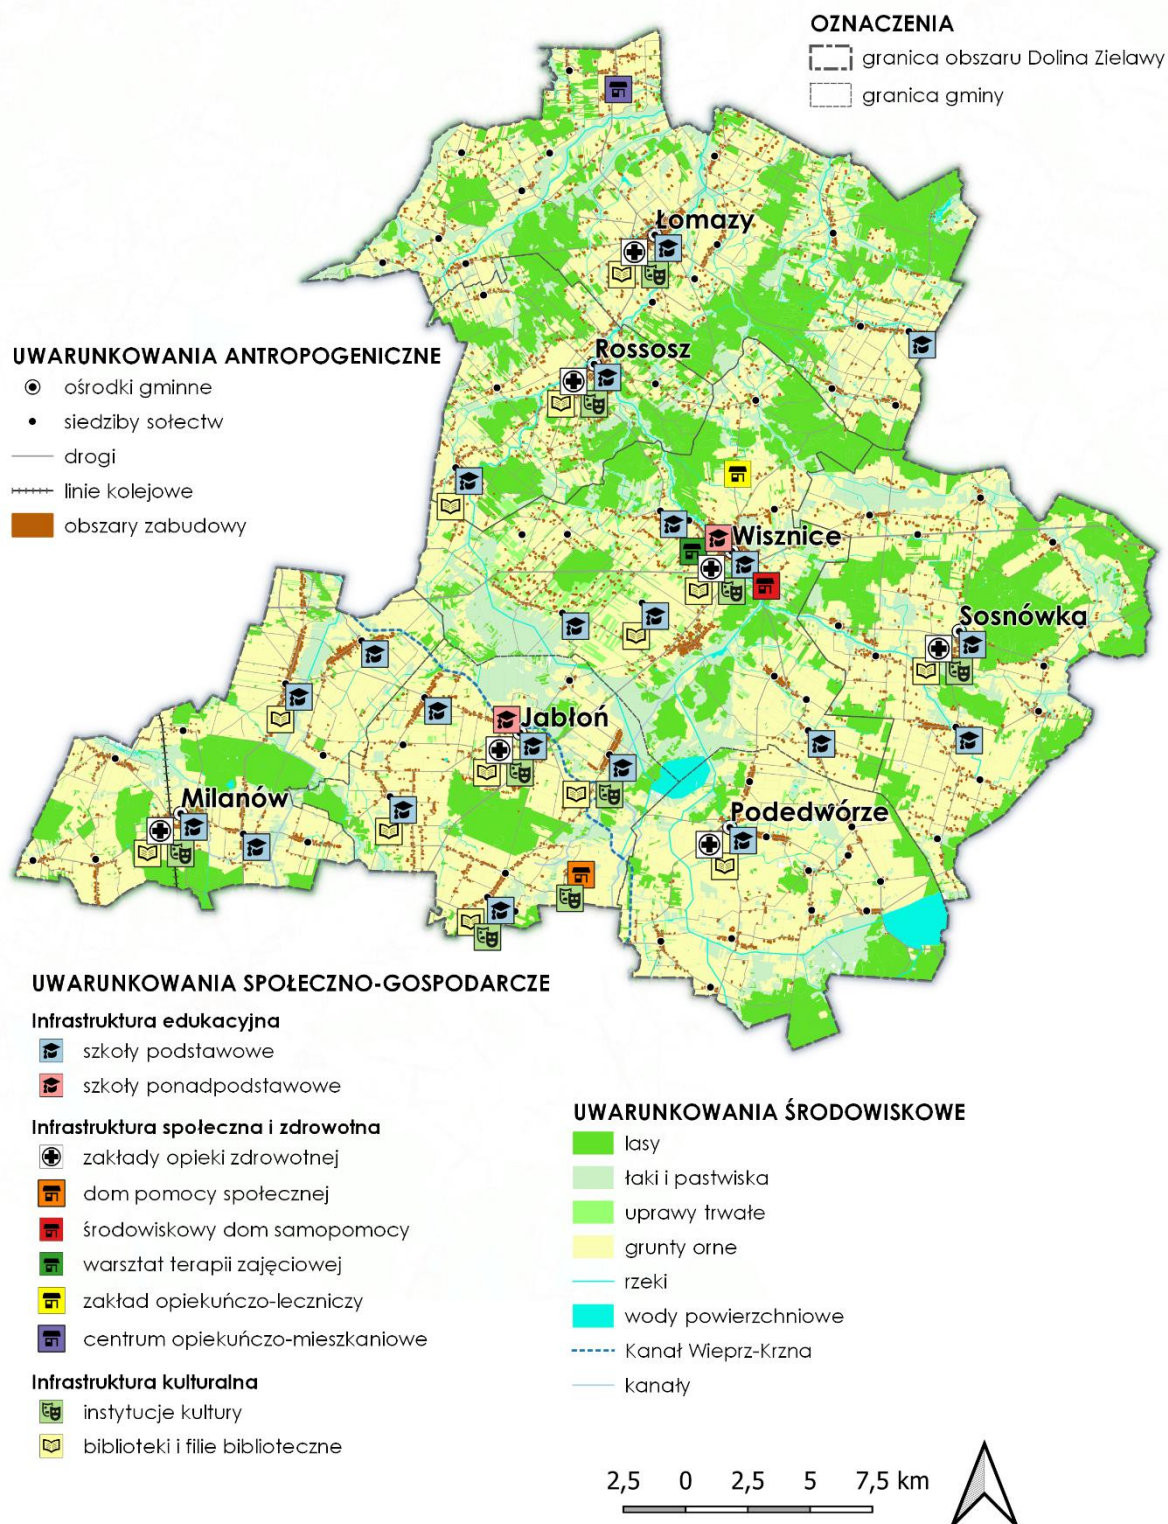 OZNACZENIA
granica obszaru Dolina Zielawy
granica gminy
Łomazy
UWARUNKOWANIA ANTROPOGENICZNE
ośrodki gminne
siedziby sołectw
drogi
linie kolejowe
obszary zabudowy
Rossosz
Wisznice
Sosnówka
Jabłoń
Milanów
Podedwórze
UWARUNKOWANIA SPOŁECZNO-GOSPODARCZE
Infrastruktura edukacyjna
szkoły podstawowe
szkoły ponadpodstawowe
Infrastruktura społeczna i zdrowotna
zakłady opieki zdrowotnej
dom pomocy społecznej
środowiskowy dom samopomocy
warsztat terapii zajęciowej
zakład opiekuńczo-leczniczy
centrum opiekuńczo-mieszkaniowe
Infrastruktura kulturalna
instytucje kultury
biblioteki i filie biblioteczne
UWARUNKOWANIA ŚRODOWISKOWE
lasy
łaki i pastwiska
uprawy trwałe
grunty orne
rzeki
wody powierzchniowe
Kanał Wieprz-Krzna
kanały
2,5 0 2,5 5 7,5 km